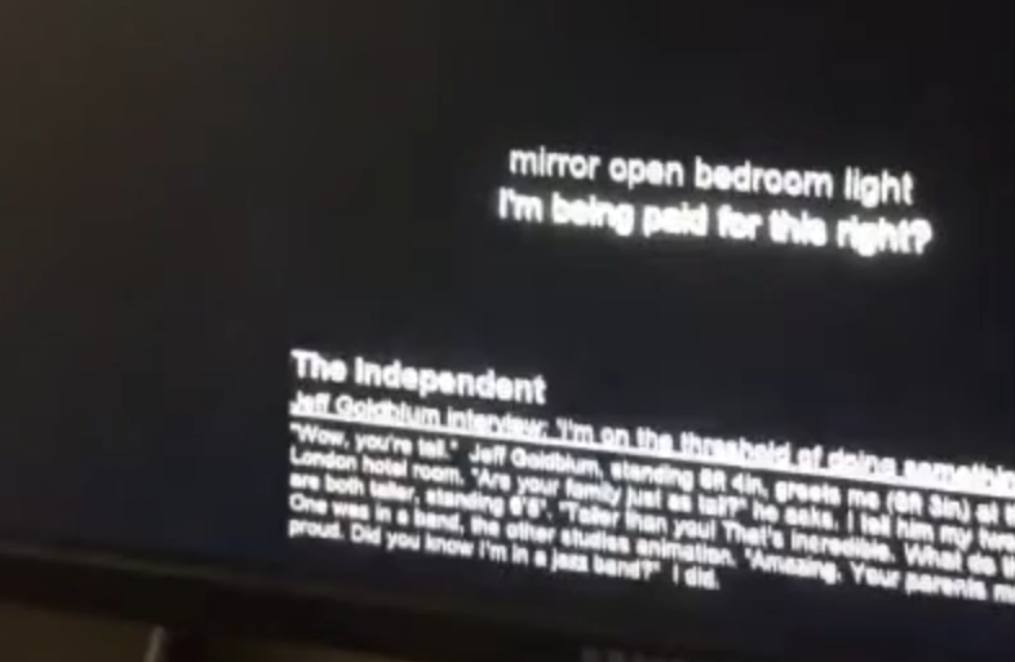 mirror open bedroom light
I'm being paid for this right?
The Independent
Jeff Goldblum interview: 'I'm on the threshold of doing somethin
"Wow, you're tall." Jeff Goldblum, standing 6ft 4in, greets me (6ft 3in) at
London hotel room. "Are your family just as tall?" he asks. I tell him my
are both taller, standing 6'6". "Taller than you! That's incredible. What do
One was in a band, the other studies animation. "Amazing. Your parents
proud. Did you know I'm in a jazz band?" I did.